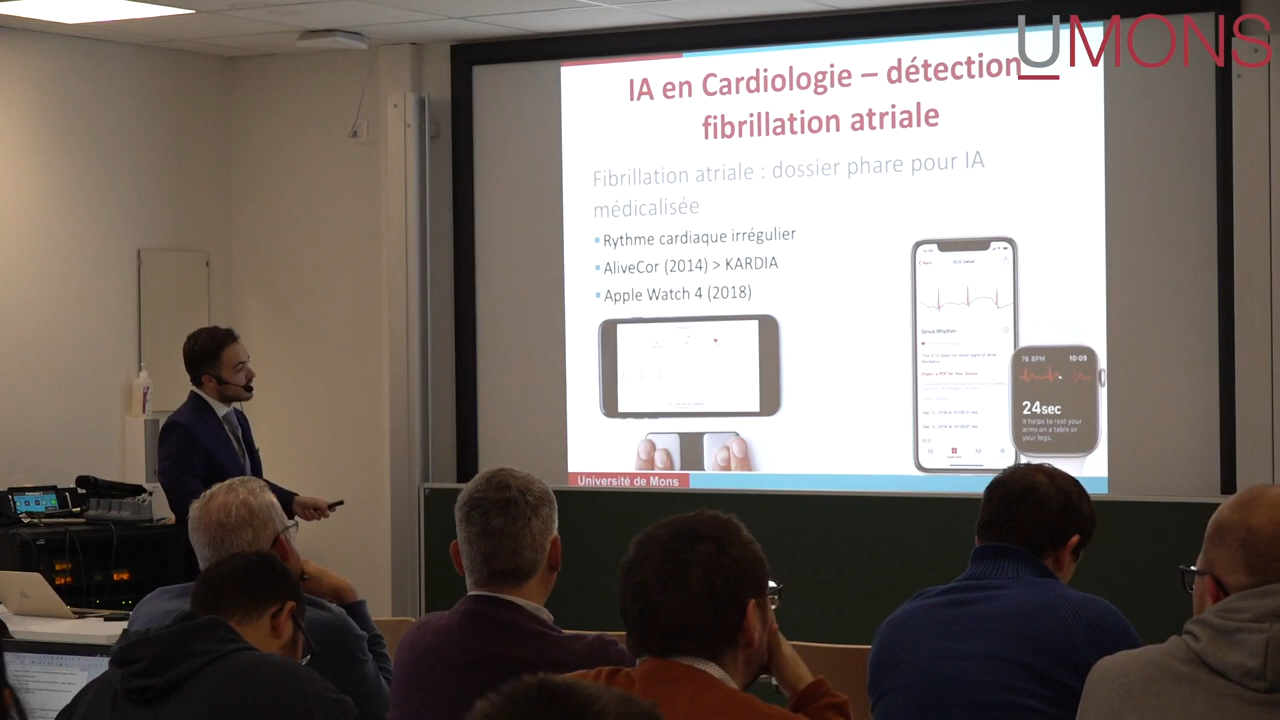 UMONS
IA en Cardiologie – détection
fibrillation atriale
Fibrillation atriale : dossier phare pour IA
médicalisée
Rythme cardiaque irrégulier
AliveCor (2014) > KARDIA
Apple Watch 4 (2018)
Sinus Rhythm
76 BPM 10:09
24sec
It helps to rest your
arms on a table or
your legs.
Université de Mons